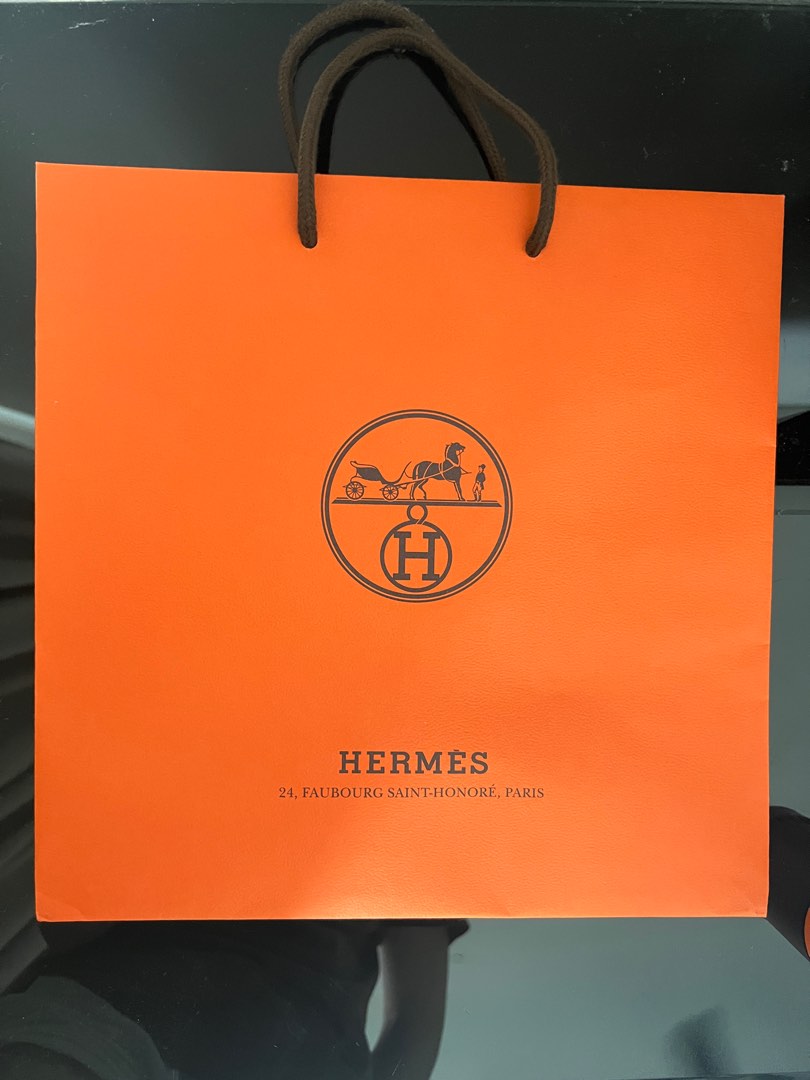 H
HERMÈS
24, FAUBOURG SAINT-HONORÉ, PARIS